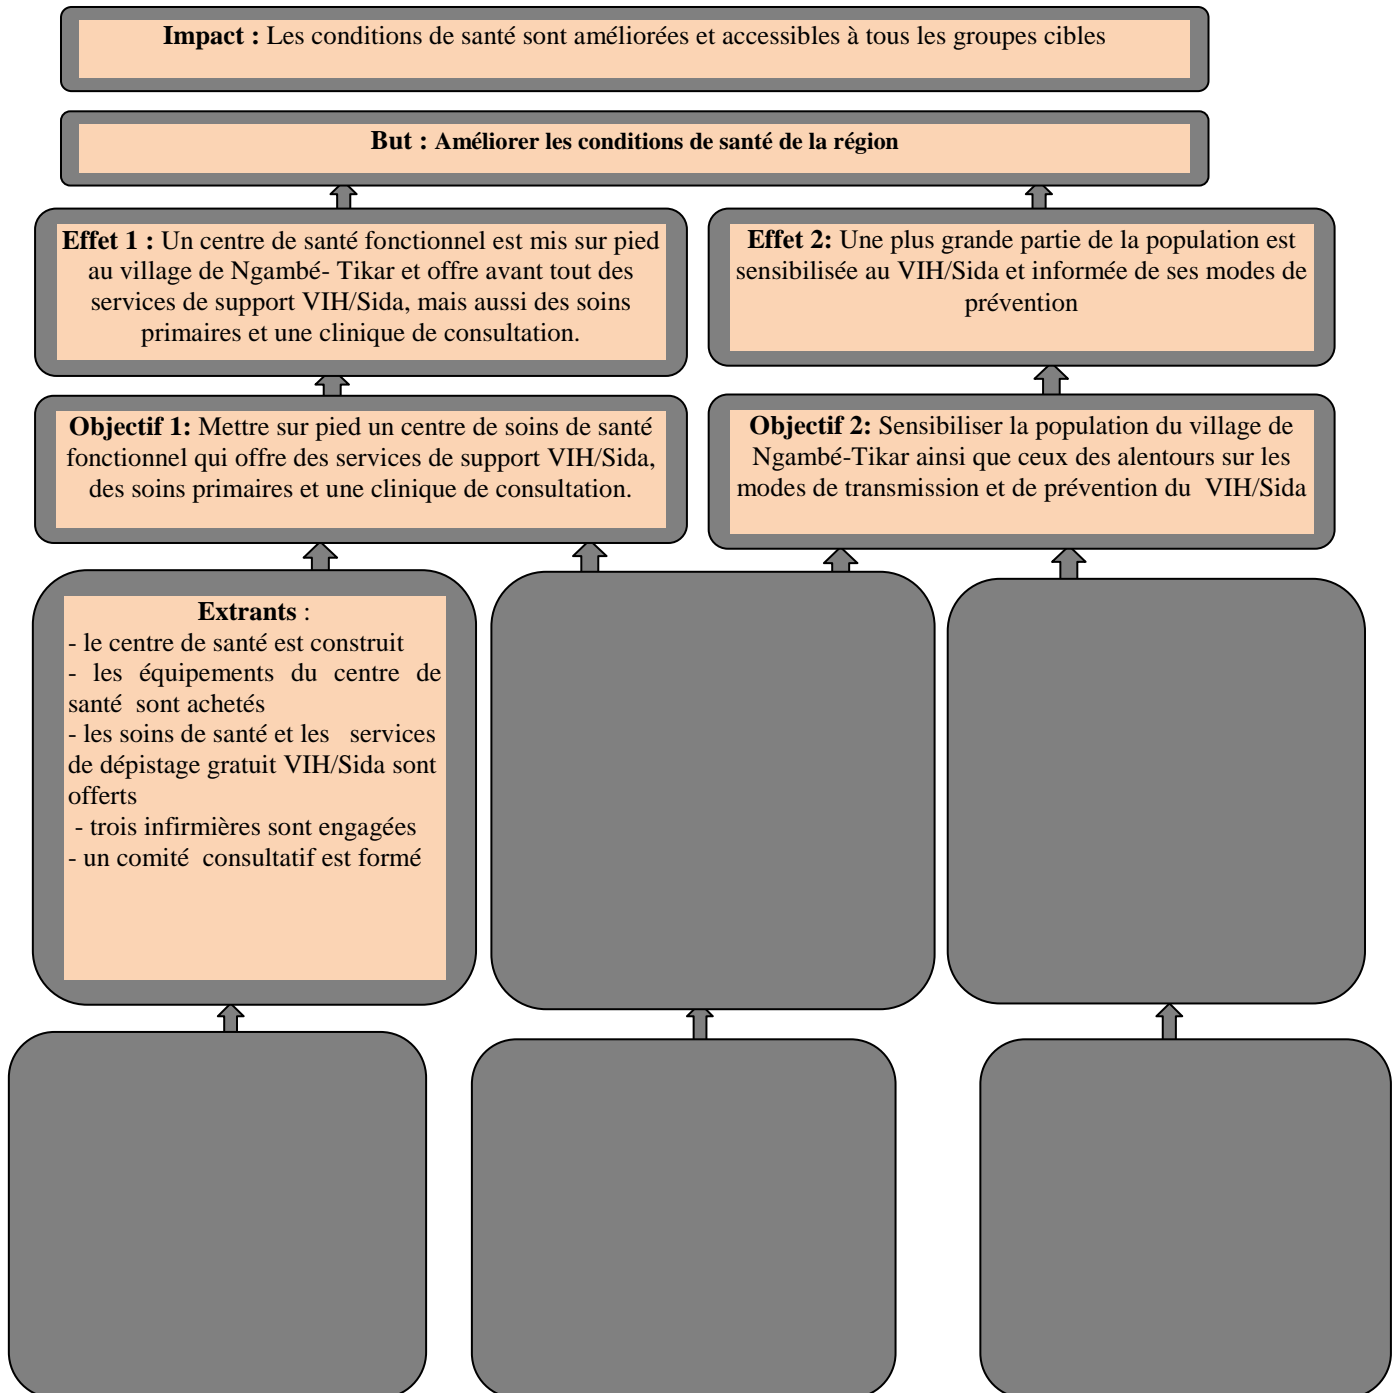 Impact : Les conditions de santé sont améliorées et accessibles à tous les groupes cibles
But : Améliorer les conditions de santé de la région
Effet 1 : Un centre de santé fonctionnel est mis sur pied
au village de Ngambé- Tikar et offre avant tout des
services de support VIH/Sida, mais aussi des soins
primaires et une clinique de consultation.
Effet 2: Une plus grande partie de la population est
sensibilisée au VIH/Sida et informée de ses modes de
prévention
Objectif 1: Mettre sur pied un centre de soins de santé
fonctionnel qui offre des services de support VIH/Sida,
des soins primaires et une clinique de consultation.
Objectif 2: Sensibiliser la population du village de
Ngambé-Tikar ainsi que ceux des alentours sur les
modes de transmission et de prévention du VIH/Sida
Extrants :
- le centre de santé est construit
- les équipements du centre de
santé sont achetés
- les soins de santé et les services
de dépistage gratuit VIH/Sida sont
offerts
- trois infirmières sont engagées
- un comité consultatif est formé